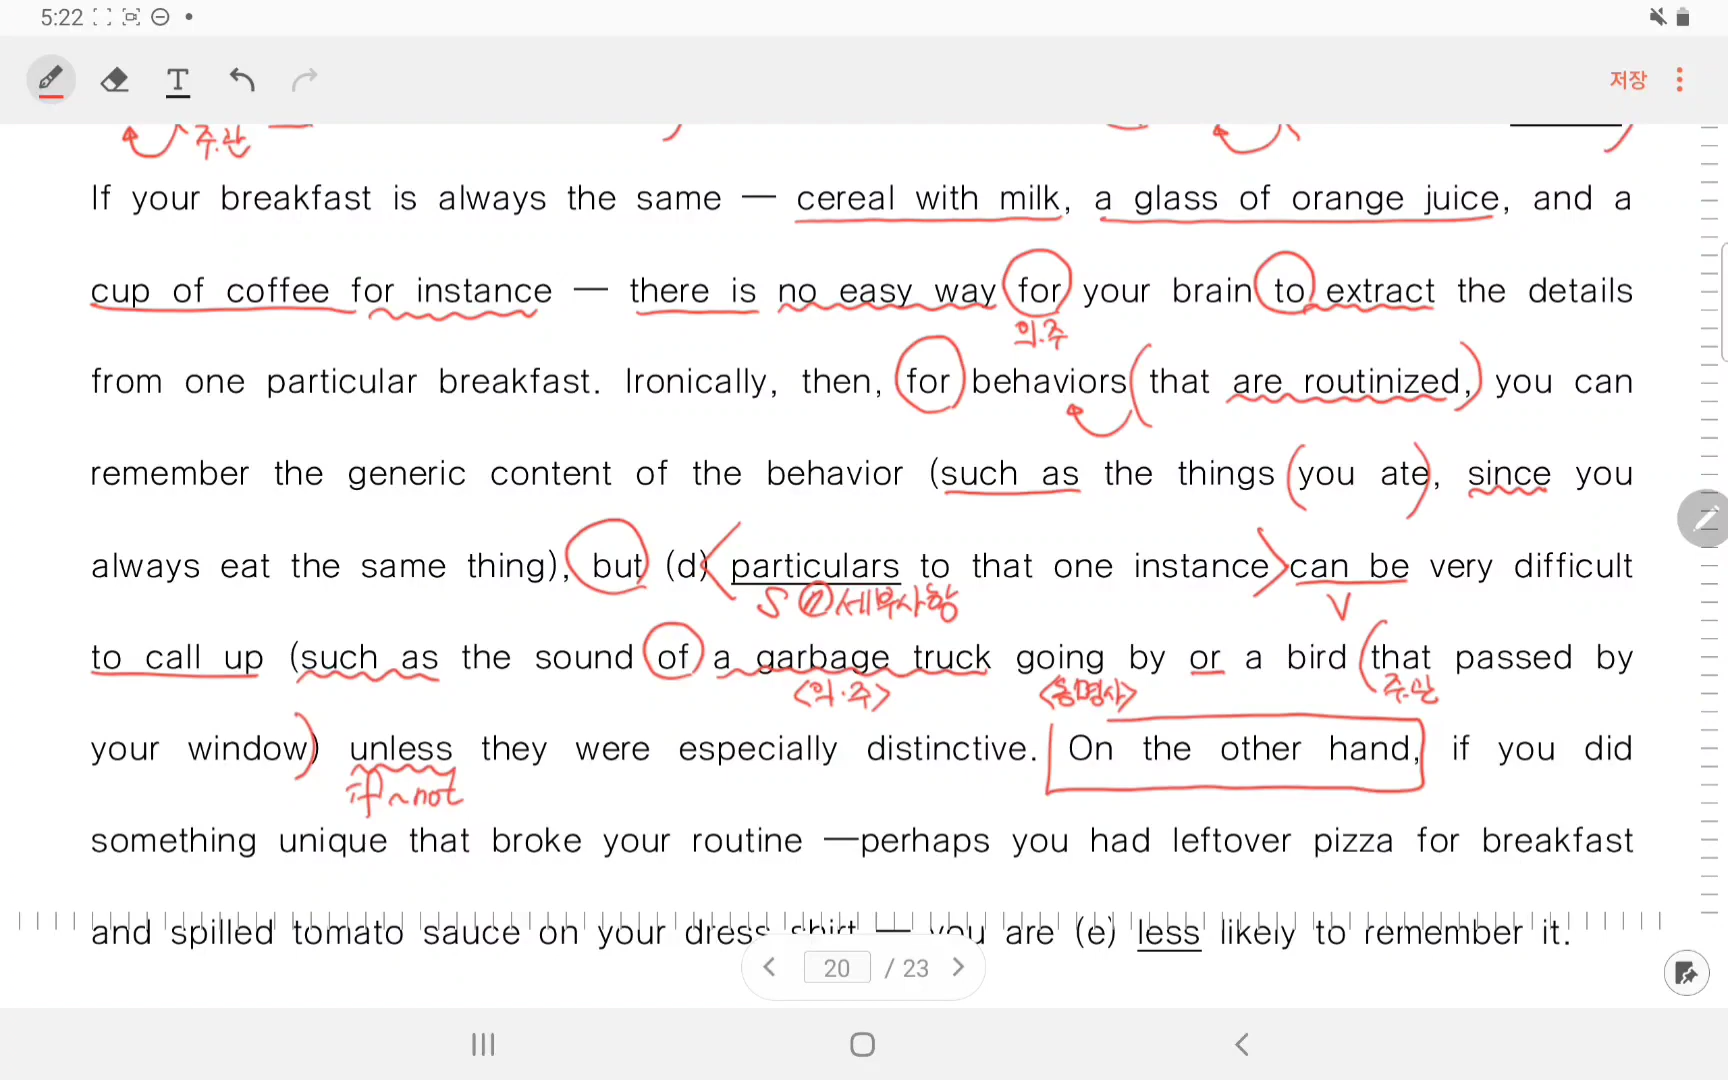 5:22
저장
주.관
If your breakfast is always the same — cereal with milk, a glass of orange juice, and a
cup of coffee for instance — there is no easy way for your brain to extract the details
의.주
from one particular breakfast. Ironically, then, for behaviors that are routinized, you can
remember the generic content of the behavior (such as the things you ate, since you
always eat the same thing), but (d) particulars to that one instance can be very difficult
S ⓝ세부사항 V
to call up (such as the sound of a garbage truck going by or a bird that passed by
<의.주> <동명사> 주.관
your window) unless they were especially distinctive. On the other hand, if you did
if~not
something unique that broke your routine —perhaps you had leftover pizza for breakfast
and spilled tomato sauce on your dress shirt — you are (e) less likely to remember it.
20 / 23